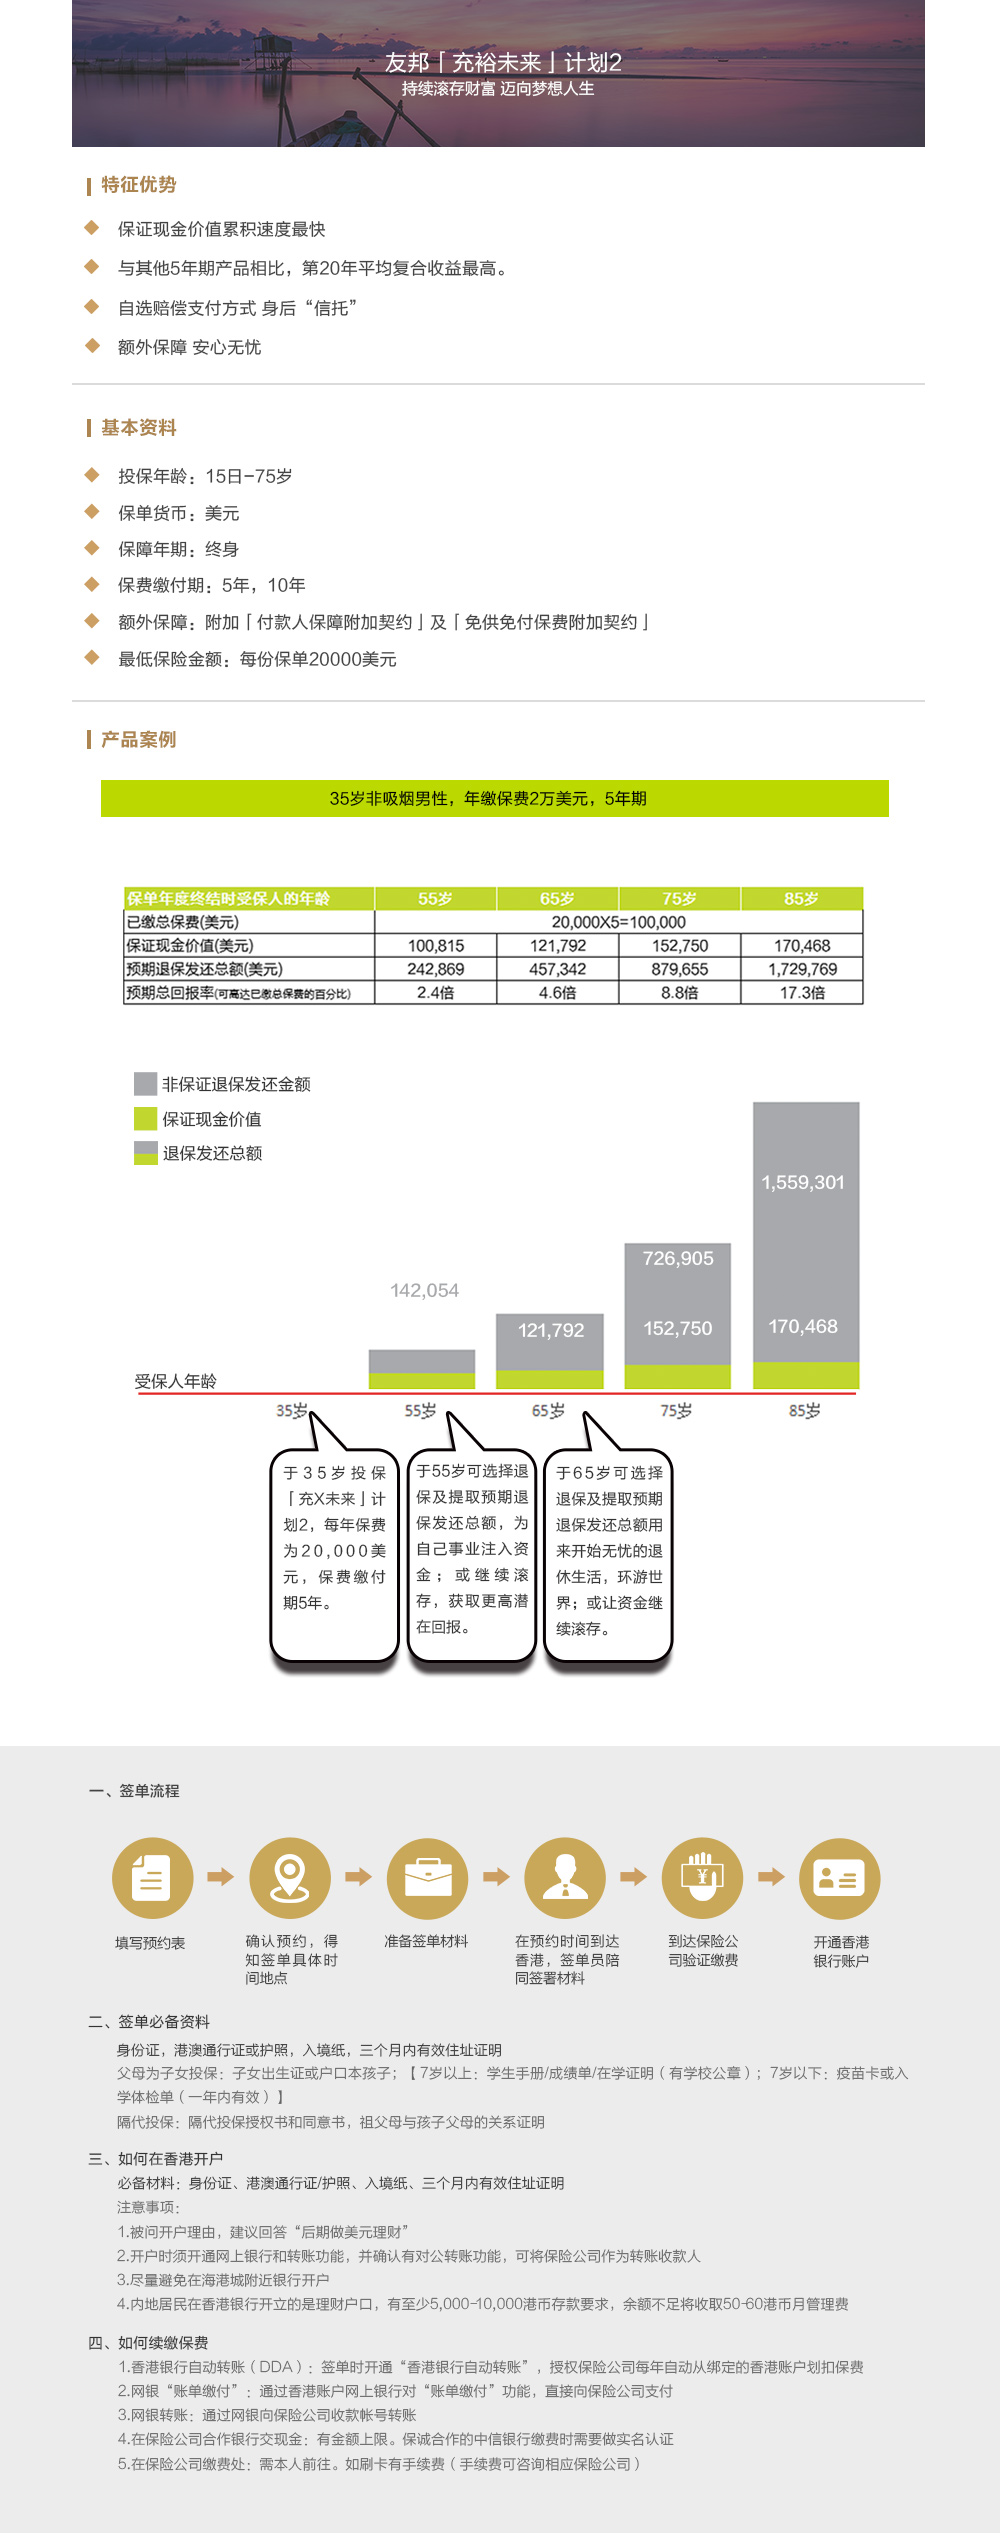 友邦「充裕未来」计划2
持续滚存财富 迈向梦想人生
特征优势
保证现金价值累积速度最快
与其他5年期产品相比，第20年平均复合收益最高。
自选赔偿支付方式 身后“信托”
额外保障 安心无忧
基本资料
投保年龄：15日-75岁
保单货币：美元
保障年期：终身
保费缴付期：5年，10年
额外保障：附加「付款人保障附加契约」及「免供免付保费附加契约」
最低保险金额：每份保单20000美元
产品案例
35岁非吸烟男性，年缴保费2万美元，5年期
保单年度终结时受保人的年龄 55岁 65岁 75岁 85岁
已缴总保费(美元) 20,000X5=100,000
保证现金价值(美元) 100,815 121,792 152,750 170,468
预期退保发还总额(美元) 242,869 457,342 879,655 1,729,769
预期总回报率(可高达已缴总保费的百分比) 2.4倍 4.6倍 8.8倍 17.3倍
非保证退保发还金额
保证现金价值
退保发还总额
1,559,301
726,905
142,054
121,792
152,750
170,468
受保人年龄
35岁 55岁 65岁 75岁 85岁
于35岁投保
「充X未来」计
划2，每年保费
为20,000美
元，保费缴付
期5年。
于55岁可选择退
保及提取预期退
保发还总额，为
自己事业注入资
金；或继续滚
存，获取更高潜
在回报。
于65岁可选择
退保及提取预期
退保发还总额用
来开始无忧的退
休生活，环游世
界；或让资金继
续滚存。
一、签单流程
填写预约表
确认预约，得
知签单具体时
间地点
准备签单材料
在预约时间到达
香港，签单员陪
同签署材料
¥
到达保险公
司验证缴费
开通香港
银行账户
二、签单必备资料
身份证，港澳通行证或护照，入境纸，三个月内有效住址证明
父母为子女投保：子女出生证或户口本孩子；【7岁以上：学生手册/成绩单/在学证明（有学校公章）；7岁以下：疫苗卡或入
学体检单（一年内有效）】
隔代投保：隔代投保授权书和同意书，祖父母与孩子父母的关系证明
三、如何在香港开户
必备材料：身份证、港澳通行证/护照、入境纸、三个月内有效住址证明
注意事项：
1.被问开户理由，建议回答“后期做美元理财”
2.开户时须开通网上银行和转账功能，并确认有对公转账功能，可将保险公司作为转账收款人
3.尽量避免在海港城附近银行开户
4.内地居民在香港银行开立的是理财户口，有至少5,000-10,000港币存款要求，余额不足将收取50-60港币月管理费
四、如何续缴保费
1.香港银行自动转账（DDA）：签单时开通“香港银行自动转账”，授权保险公司每年自动从绑定的香港账户划扣保费
2.网银“账单缴付”：通过香港账户网上银行对“账单缴付”功能，直接向保险公司支付
3.网银转账：通过网银向保险公司收款帐号转账
4.在保险公司合作银行交现金：有金额上限。保诚合作的中信银行缴费时需要做实名认证
5.在保险公司缴费处：需本人前往。如刷卡有手续费（手续费可咨询相应保险公司）